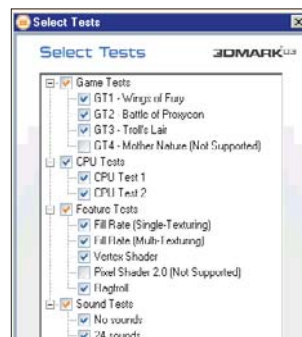 Select Tests
Select Tests 3DMARK03
Game Tests
GT1 - Wings of Fury
GT2 - Battle of Proxycon
GT3 - Troll's Lair
GT4 - Mother Nature (Not Supported)
CPU Tests
CPU Test 1
CPU Test 2
Feature Tests
Fill Rate (Single-Texturing)
Fill Rate (Multi-Texturing)
Vertex Shader
Pixel Shader 2.0 (Not Supported)
Ragtroll
Sound Tests
No sounds
24 sounds